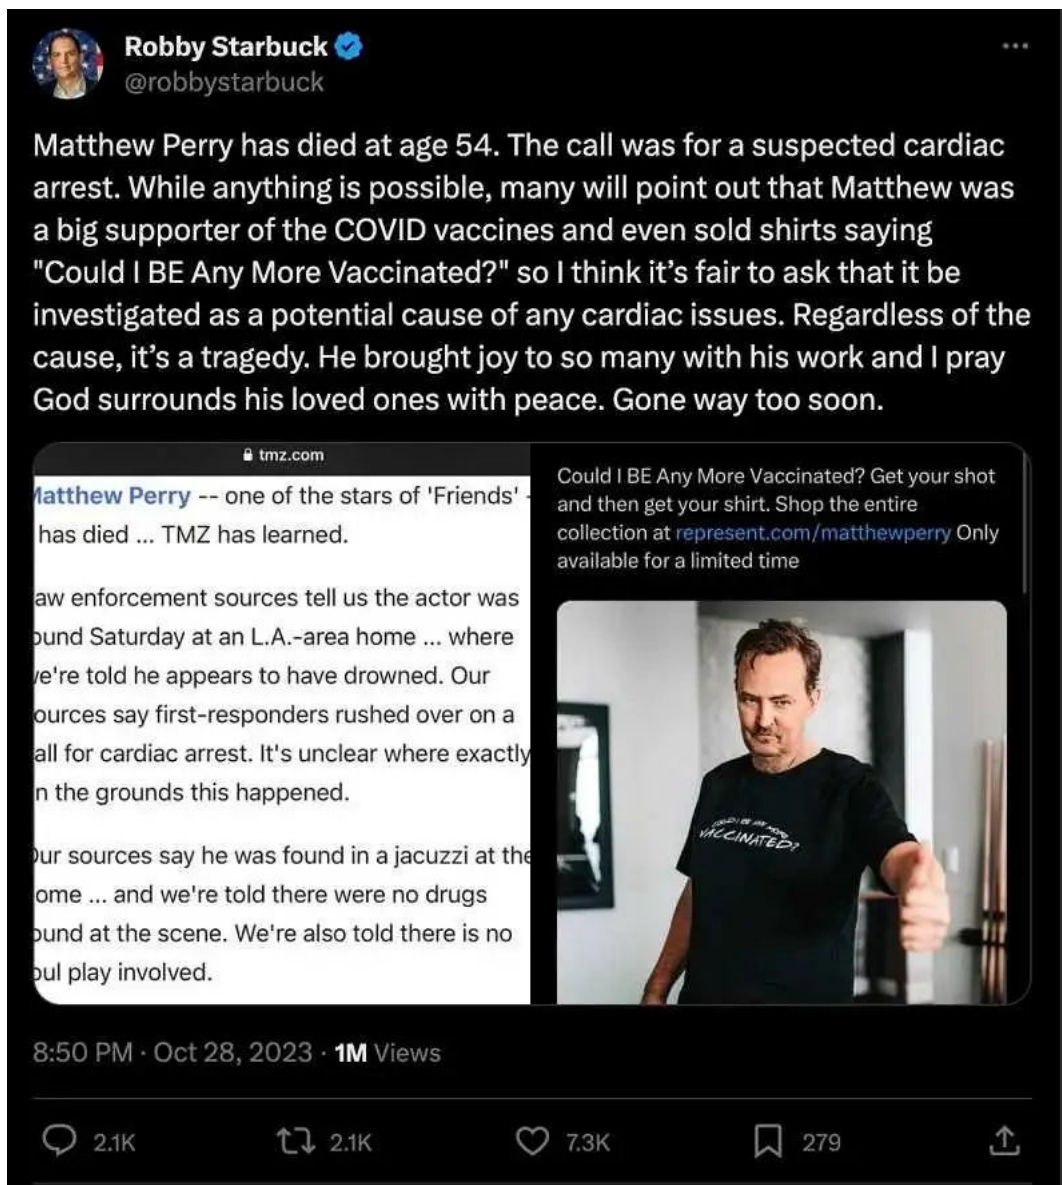 Robby Starbuck
@robbystarbuck
Matthew Perry has died at age 54. The call was for a suspected cardiac
arrest. While anything is possible, many will point out that Matthew was
a big supporter of the COVID vaccines and even sold shirts saying
"Could I BE Any More Vaccinated?" so I think it's fair to ask that it be
investigated as a potential cause of any cardiac issues. Regardless of the
cause, it's a tragedy. He brought joy to so many with his work and I pray
God surrounds his loved ones with peace. Gone way too soon.
tmz.com
Matthew Perry -- one of the stars of 'Friends' -
has died ... TMZ has learned.
aw enforcement sources tell us the actor was
ound Saturday at an L.A.-area home ... where
we're told he appears to have drowned. Our
ources say first-responders rushed over on a
all for cardiac arrest. It's unclear where exactly
n the grounds this happened.
Our sources say he was found in a jacuzzi at the
ome ... and we're told there were no drugs
ound at the scene. We're also told there is no
oul play involved.
Could I BE Any More Vaccinated? Get your shot
and then get your shirt. Shop the entire
collection at represent.com/matthewperry Only
available for a limited time
COULD I BE ANY MORE
VACCINATED?
8:50 PM · Oct 28, 2023 · 1M Views
2.1K 2.1K 7.3K 279